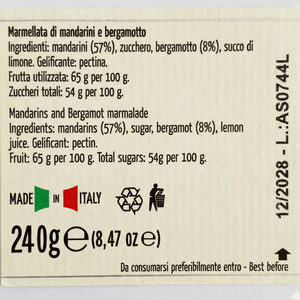 Marmellata di mandarini e bergamotto
Ingredienti: mandarini (57%), zucchero, bergamotto (8%), succo di
limone. Gelificante: pectina.
Frutta utilizzata: 65 g per 100 g.
Zuccheri totali: 54 g per 100 g.
Mandarins and Bergamot marmalade
Ingredients: mandarins (57%), sugar, bergamot (8%), lemon
juice. Gelificant: pectin.
Fruit: 65 g per 100 g. Total sugars: 54g per 100 g.
MADE IN ITALY
240g e (8,47 oz e)
Da consumarsi preferibilmente entro - Best before
12/2028 - L.:AS0744L